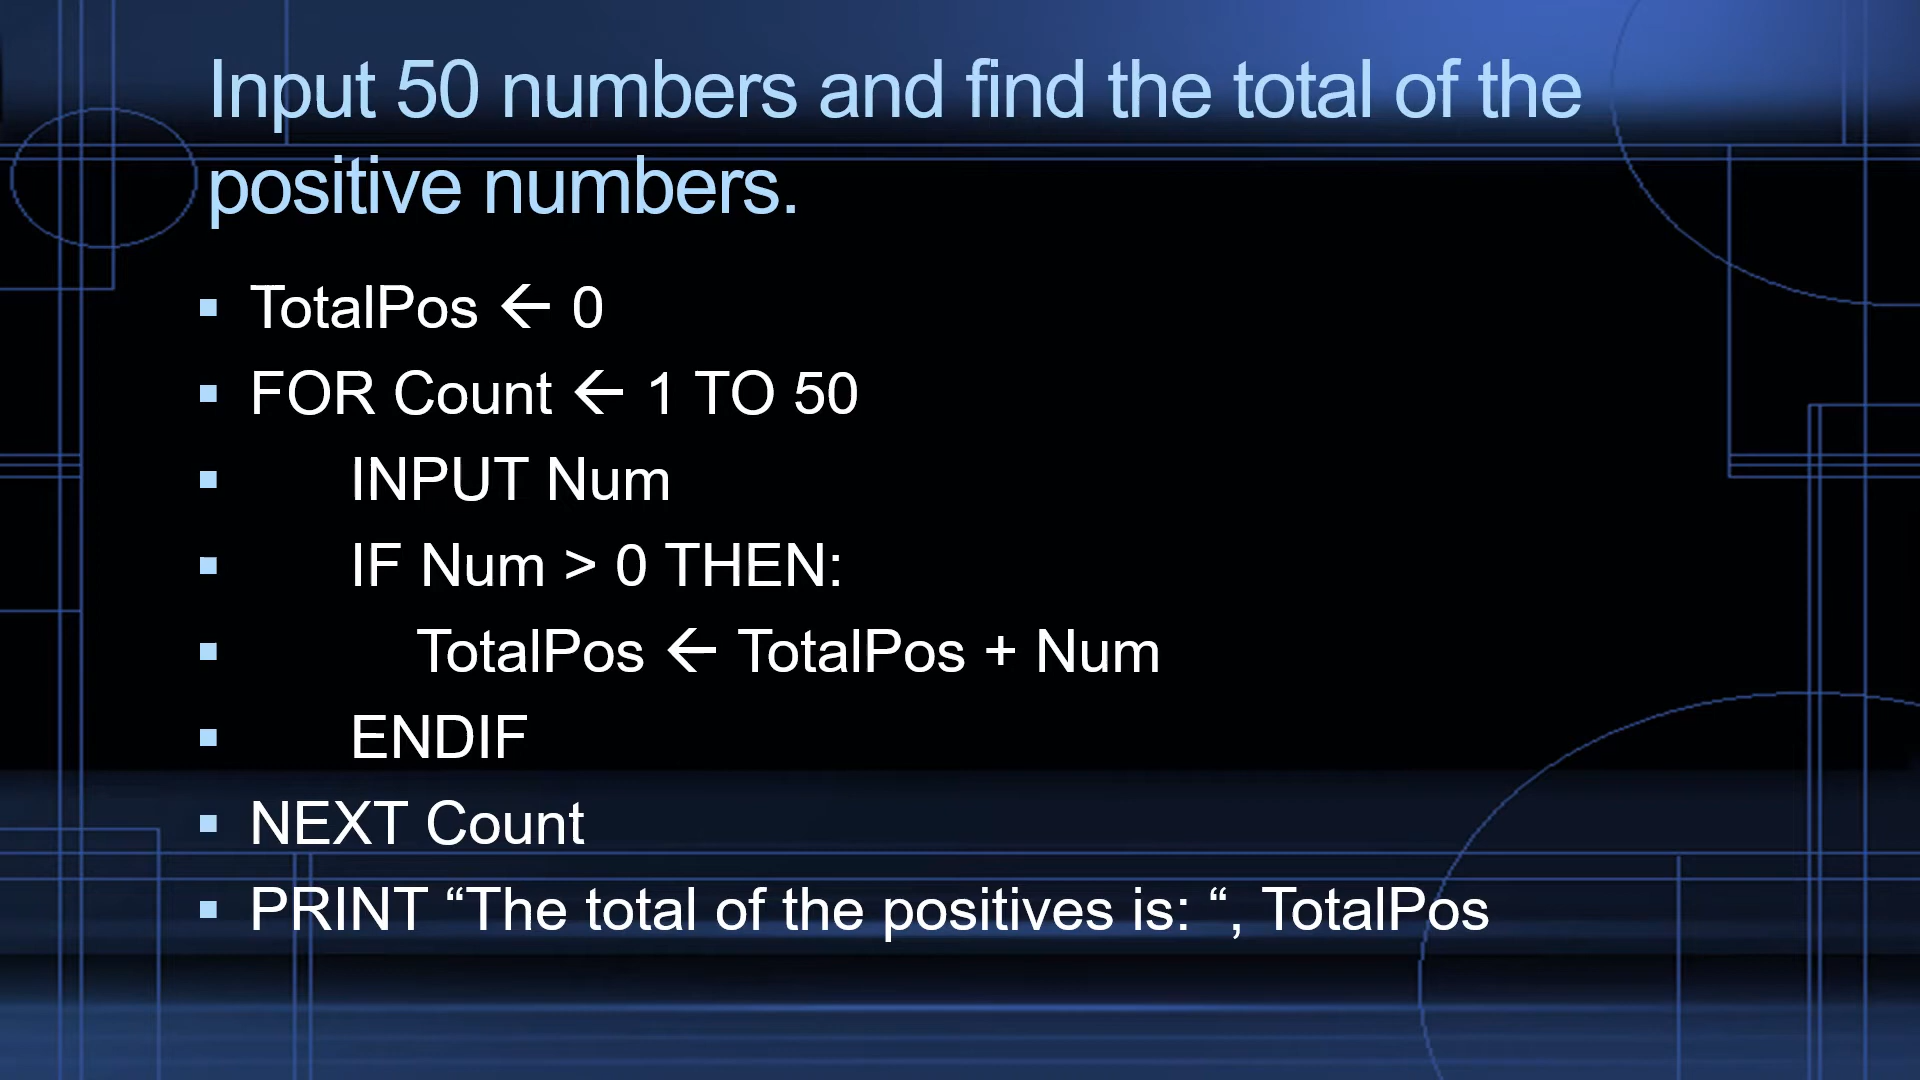 Input 50 numbers and find the total of the
positive numbers.
▪ TotalPos ← 0
▪ FOR Count ← 1 TO 50
▪ INPUT Num
▪ IF Num > 0 THEN:
▪ TotalPos ← TotalPos + Num
▪ ENDIF
▪ NEXT Count
▪ PRINT “The total of the positives is: “, TotalPos